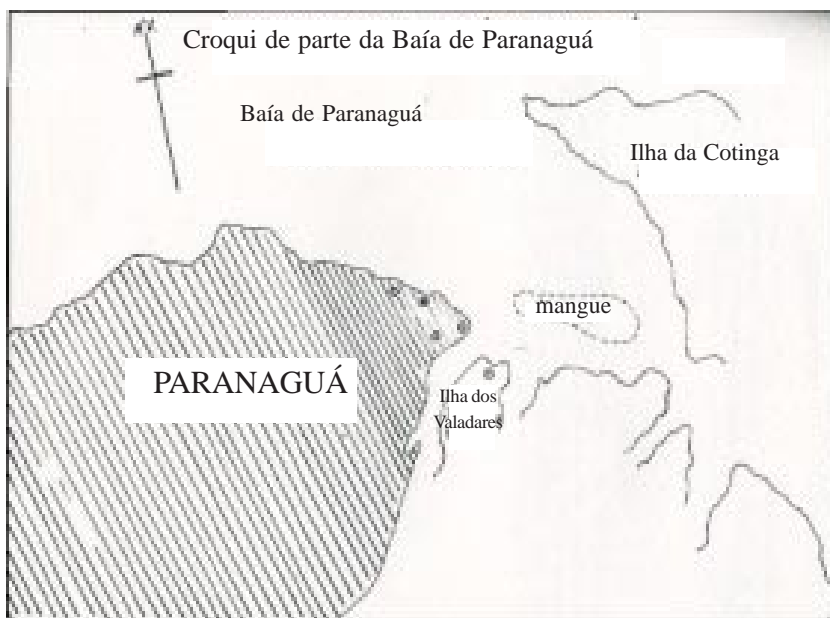 Croqui de parte da Baía de Paranaguá
Baía de Paranaguá
Ilha da Cotinga
mangue
PARANAGUÁ
Ilha dos
Valadares